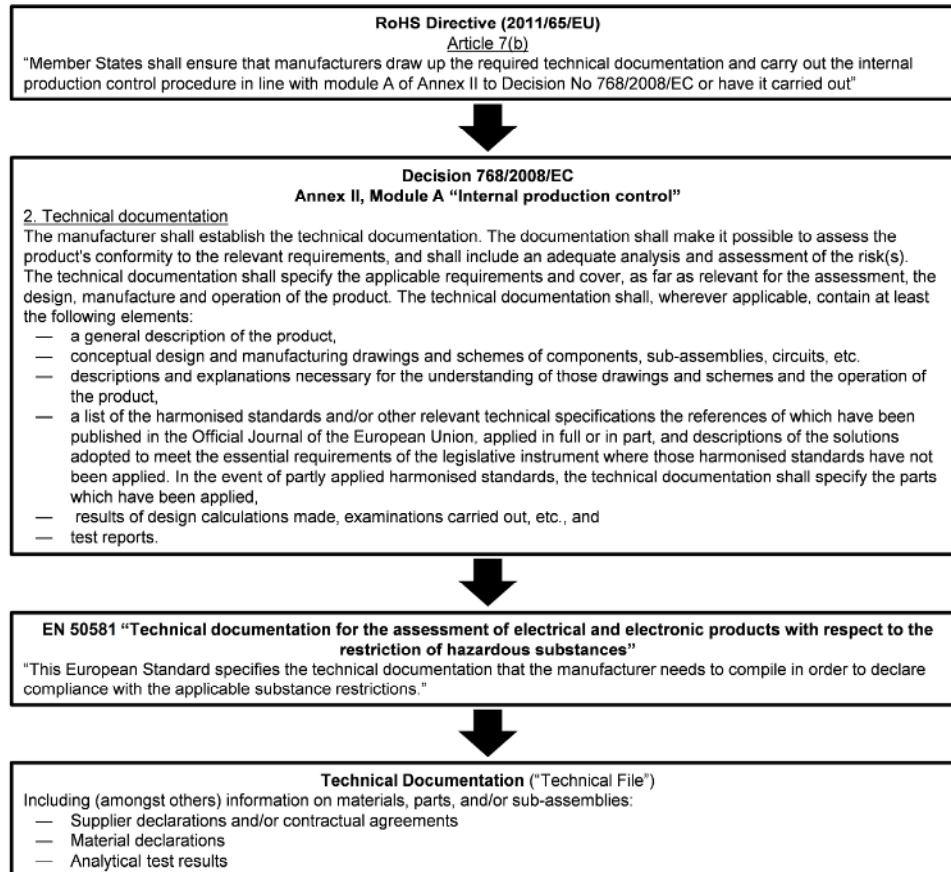 RoHS Directive (2011/65/EU)
Article 7(b)
“Member States shall ensure that manufacturers draw up the required technical documentation and carry out the internal
production control procedure in line with module A of Annex II to Decision No 768/2008/EC or have it carried out”
Decision 768/2008/EC
Annex II, Module A “Internal production control”
2. Technical documentation
The manufacturer shall establish the technical documentation. The documentation shall make it possible to assess the
product’s conformity to the relevant requirements, and shall include an adequate analysis and assessment of the risk(s).
The technical documentation shall specify the applicable requirements and cover, as far as relevant for the assessment, the
design, manufacture and operation of the product. The technical documentation shall, wherever applicable, contain at least
the following elements:
— a general description of the product,
— conceptual design and manufacturing drawings and schemes of components, sub-assemblies, circuits, etc.
— descriptions and explanations necessary for the understanding of those drawings and schemes and the operation of
the product,
— a list of the harmonised standards and/or other relevant technical specifications the references of which have been
published in the Official Journal of the European Union, applied in full or in part, and descriptions of the solutions
adopted to meet the essential requirements of the legislative instrument where those harmonised standards have not
been applied. In the event of partly applied harmonised standards, the technical documentation shall specify the parts
which have been applied,
— results of design calculations made, examinations carried out, etc., and
— test reports.
EN 50581 “Technical documentation for the assessment of electrical and electronic products with respect to the
restriction of hazardous substances”
“This European Standard specifies the technical documentation that the manufacturer needs to compile in order to declare
compliance with the applicable substance restrictions.”
Technical Documentation (“Technical File”)
Including (amongst others) information on materials, parts, and/or sub-assemblies:
— Supplier declarations and/or contractual agreements
— Material declarations
— Analytical test results